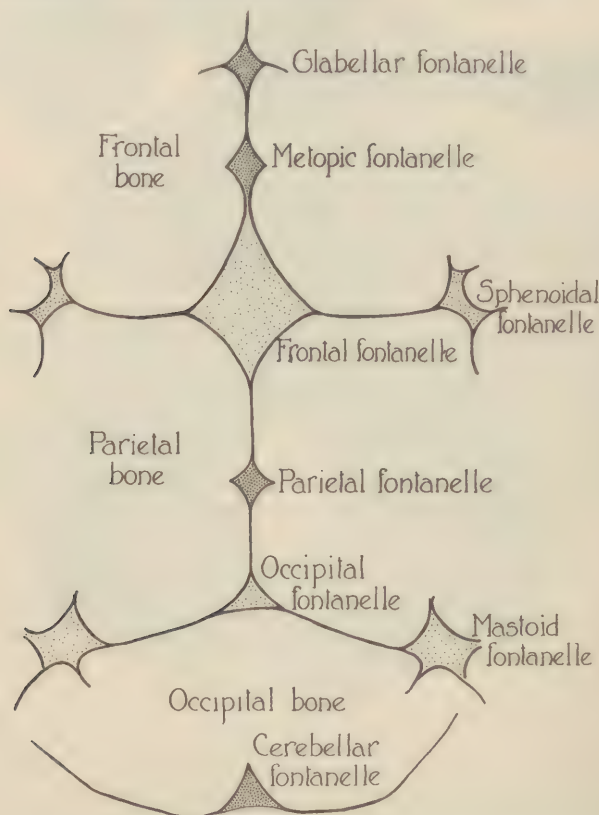 Glabellar fontanelle
Frontal
bone
Metopic fontanelle
Sphenoidal
fontanelle
Frontal fontanelle
Parietal
bone
Parietal fontanelle
Occipital
fontanelle
Mastoid
fontanelle
Occipital bone
Cerebellar
fontanelle